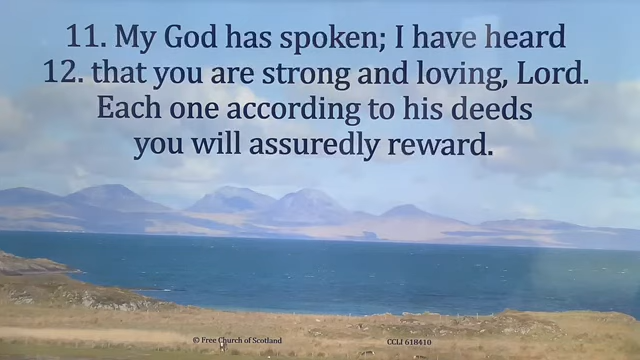 11. My God has spoken; I have heard
12. that you are strong and loving, Lord.
Each one according to his deeds
you will assuredly reward.
© Free Church of Scotland
CCLI 618410